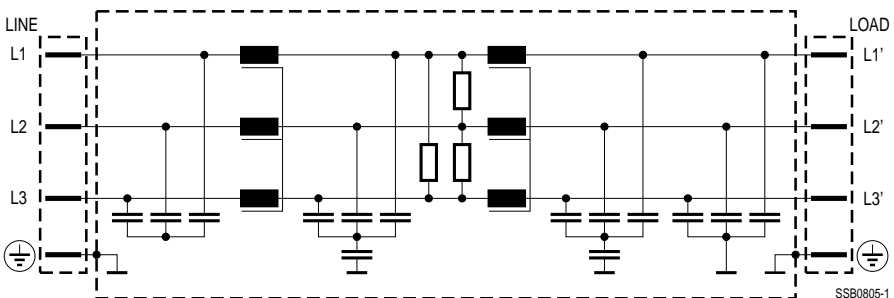 LINE
LOAD
L1
L1'
L2
L2'
L3
L3'
SSB0805-1